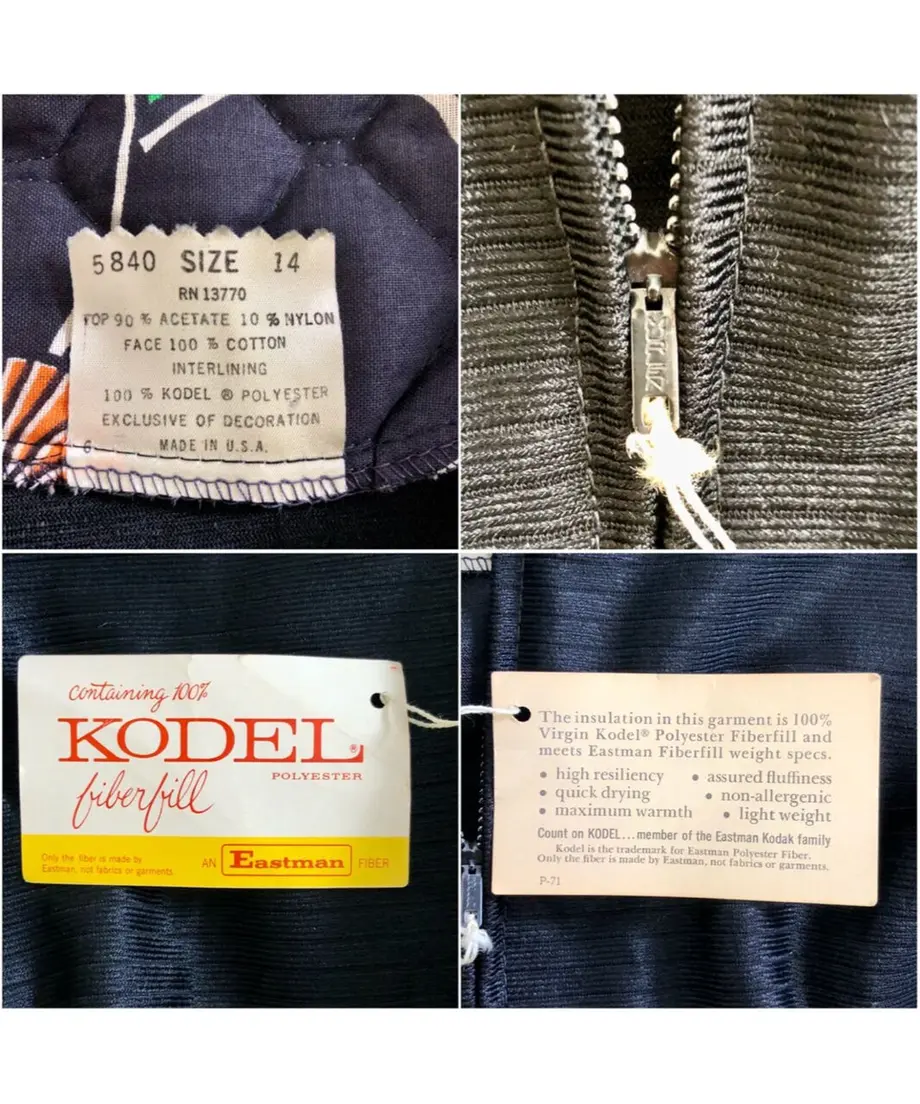 5840 SIZE 14
RN 13770
TOP 90 % ACETATE 10 % NYLON
FACE 100 % COTTON
INTERLINING
100 % KODEL ® POLYESTER
EXCLUSIVE OF DECORATION
6 MADE IN U.S.A.
containing 100%
KODEL®
POLYESTER
fiberfill
Only the fiber is made by
Eastman, not fabrics or garments
AN Eastman FIBER
The insulation in this garment is 100%
Virgin Kodel® Polyester Fiberfill and
meets Eastman Fiberfill weight specs.
• high resiliency • assured fluffiness
• quick drying • non-allergenic
• maximum warmth • light weight
Count on KODEL...member of the Eastman Kodak family
Kodel is the trademark for Eastman Polyester Fiber.
Only the fiber is made by Eastman, not fabrics or garments.
P-71